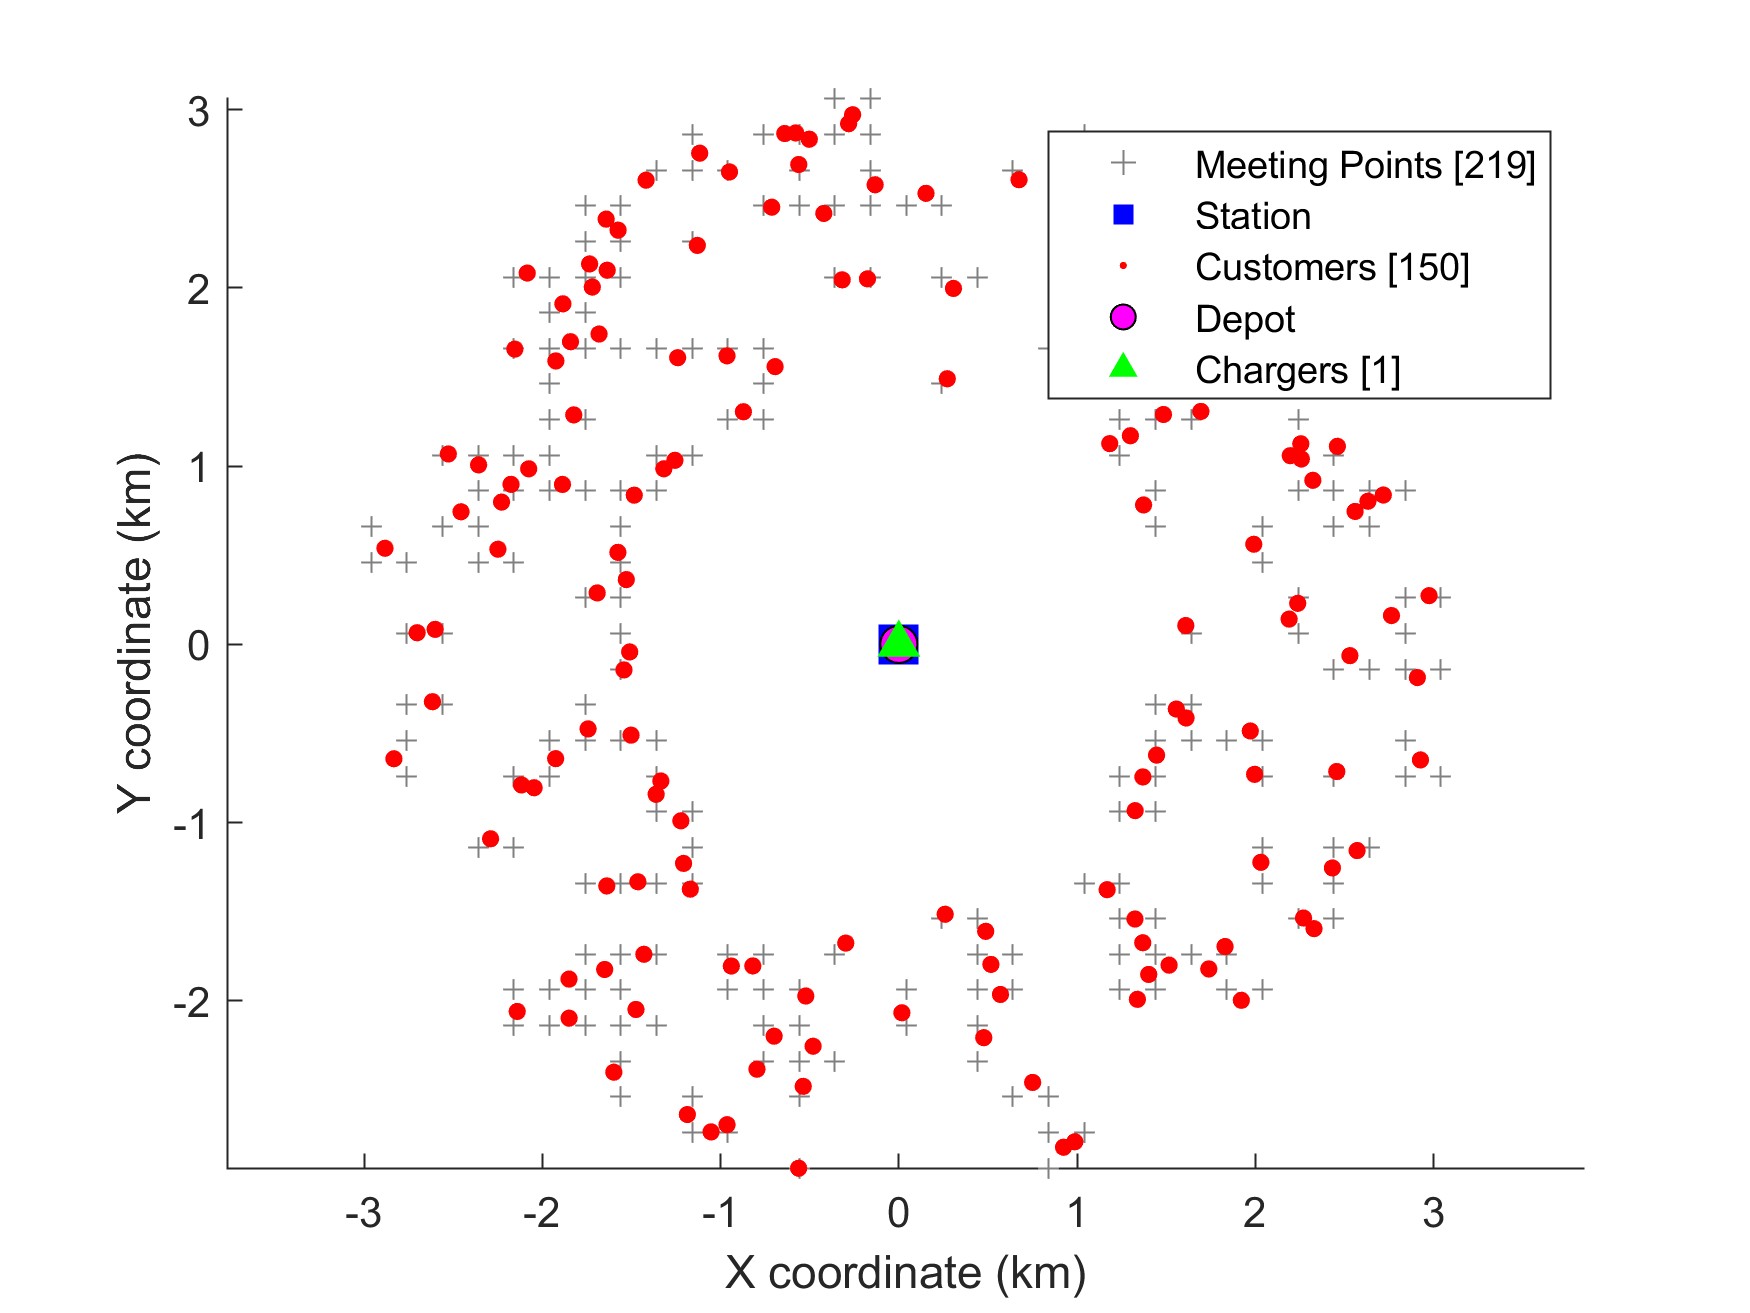 3
2
1
0
-1
-2
Y coordinate (km)
Meeting Points [219]
Station
Customers [150]
Depot
Chargers [1]
-3 -2 -1 0 1 2 3
X coordinate (km)